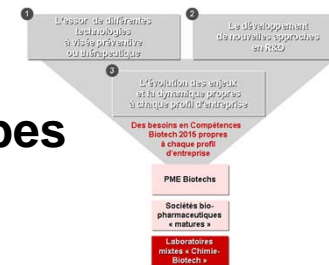 1
L'essor de différentes
technologies
à visée préventive
ou thérapeutique
2
Le développement
de nouvelles approches
en R&D
3
L'évolution des enjeux
et la dynamique propres
à chaque profil d'entreprise
Des besoins en Compétences
Biotech 2015 propres
à chaque profil
d'entreprise
pes
PME Biotechs
Sociétés bio-
pharmaceutiques
« matures »
Laboratoires
mixtes « Chimie-
Biotech »